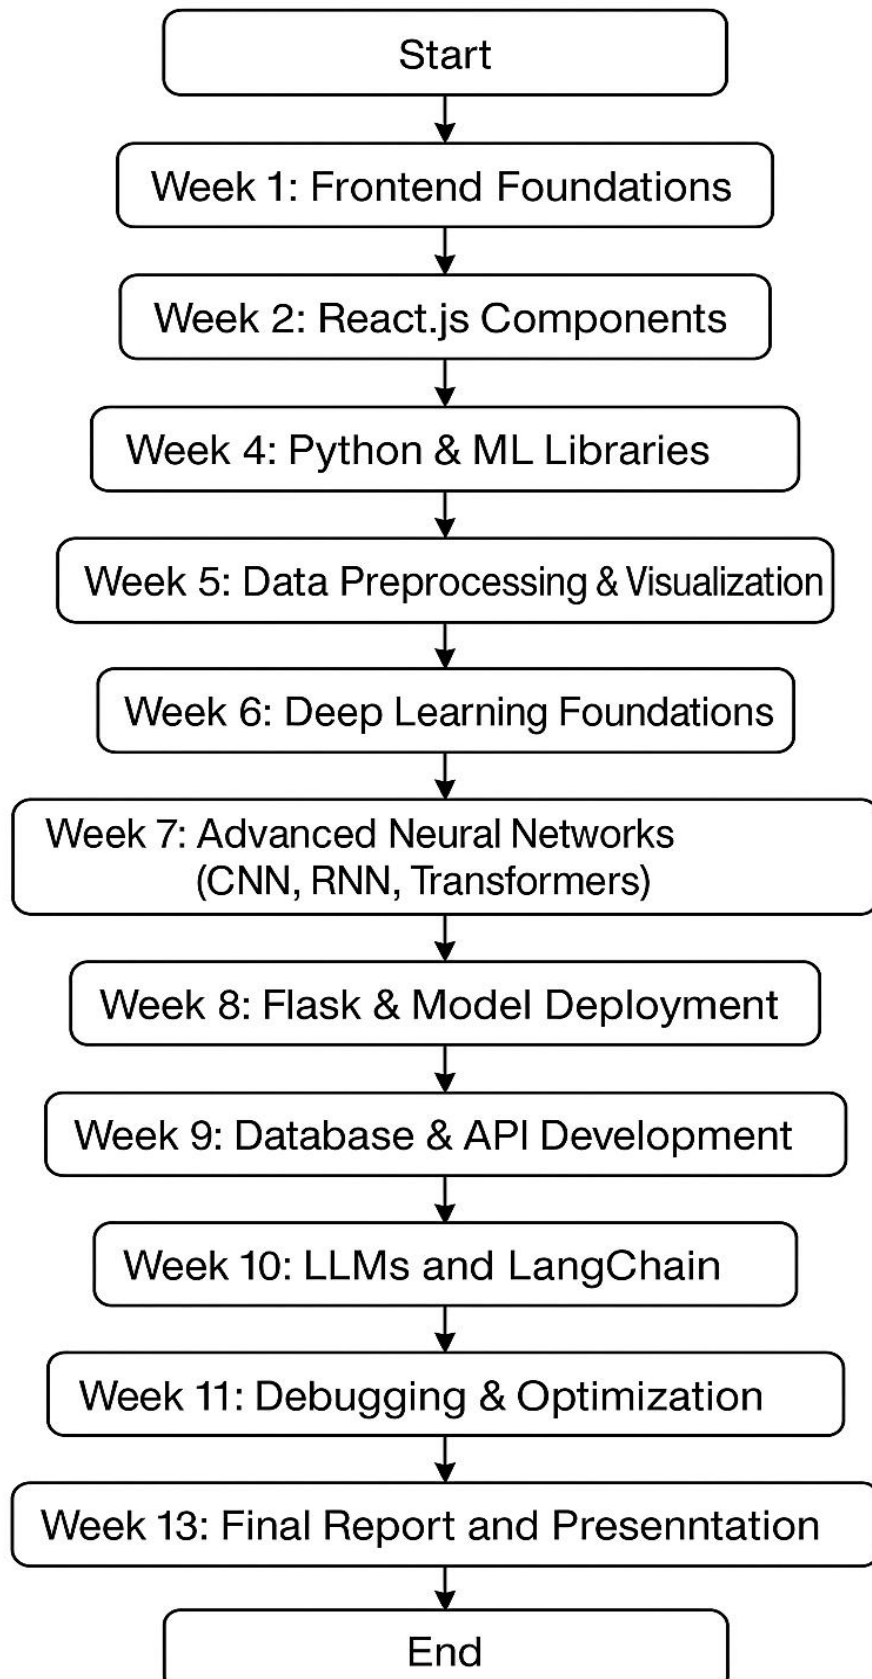 Start
Week 1: Frontend Foundations
Week 2: React.js Components
Week 4: Python & ML Libraries
Week 5: Data Preprocessing & Visualization
Week 6: Deep Learning Foundations
Week 7: Advanced Neural Networks
(CNN, RNN, Transformers)
Week 8: Flask & Model Deployment
Week 9: Database & API Development
Week 10: LLMs and LangChain
Week 11: Debugging & Optimization
Week 13: Final Report and Presenntation
End